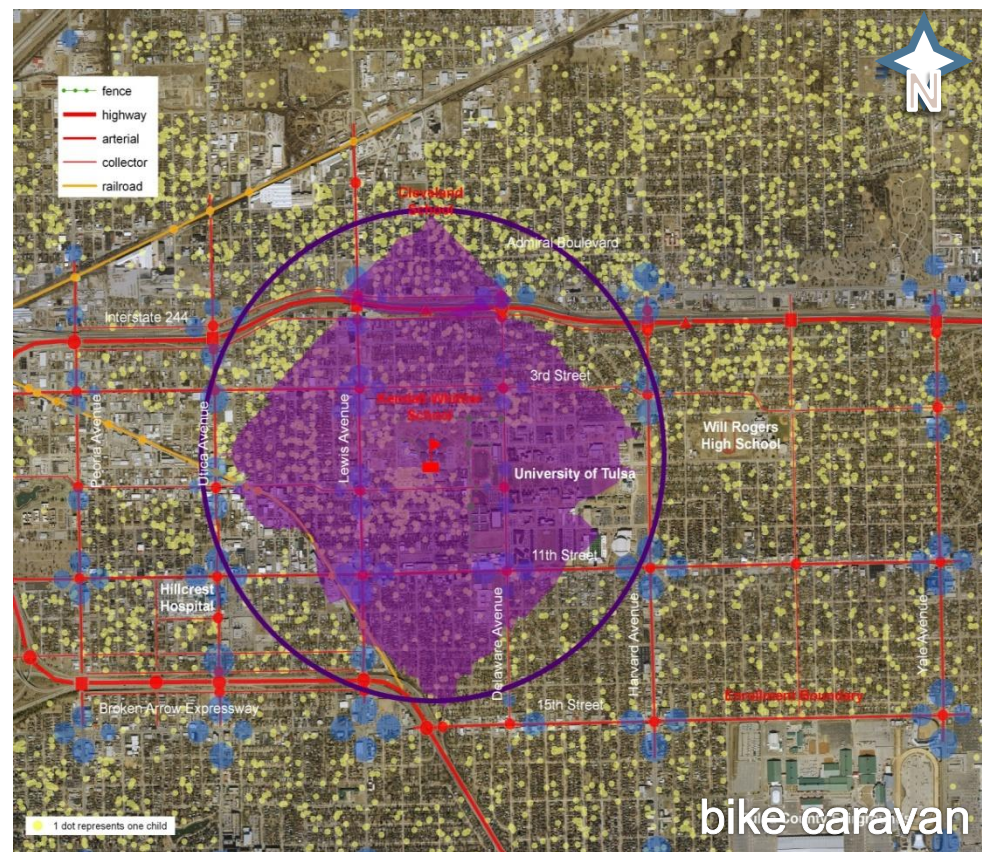 N
fence
highway
arterial
collector
railroad
Cleveland
School
Admiral Boulevard
Interstate 244
3rd Street
Peoria Avenue
Utica Avenue
Lewis Avenue
School
Will Rogers
High School
University of Tulsa
11th Street
Hillcrest
Hospital
Delaware Avenue
Harvard Avenue
Yale Avenue
Enrollment Boundary
Broken Arrow Expressway
15th Street
1 dot represents one child
bike caravan